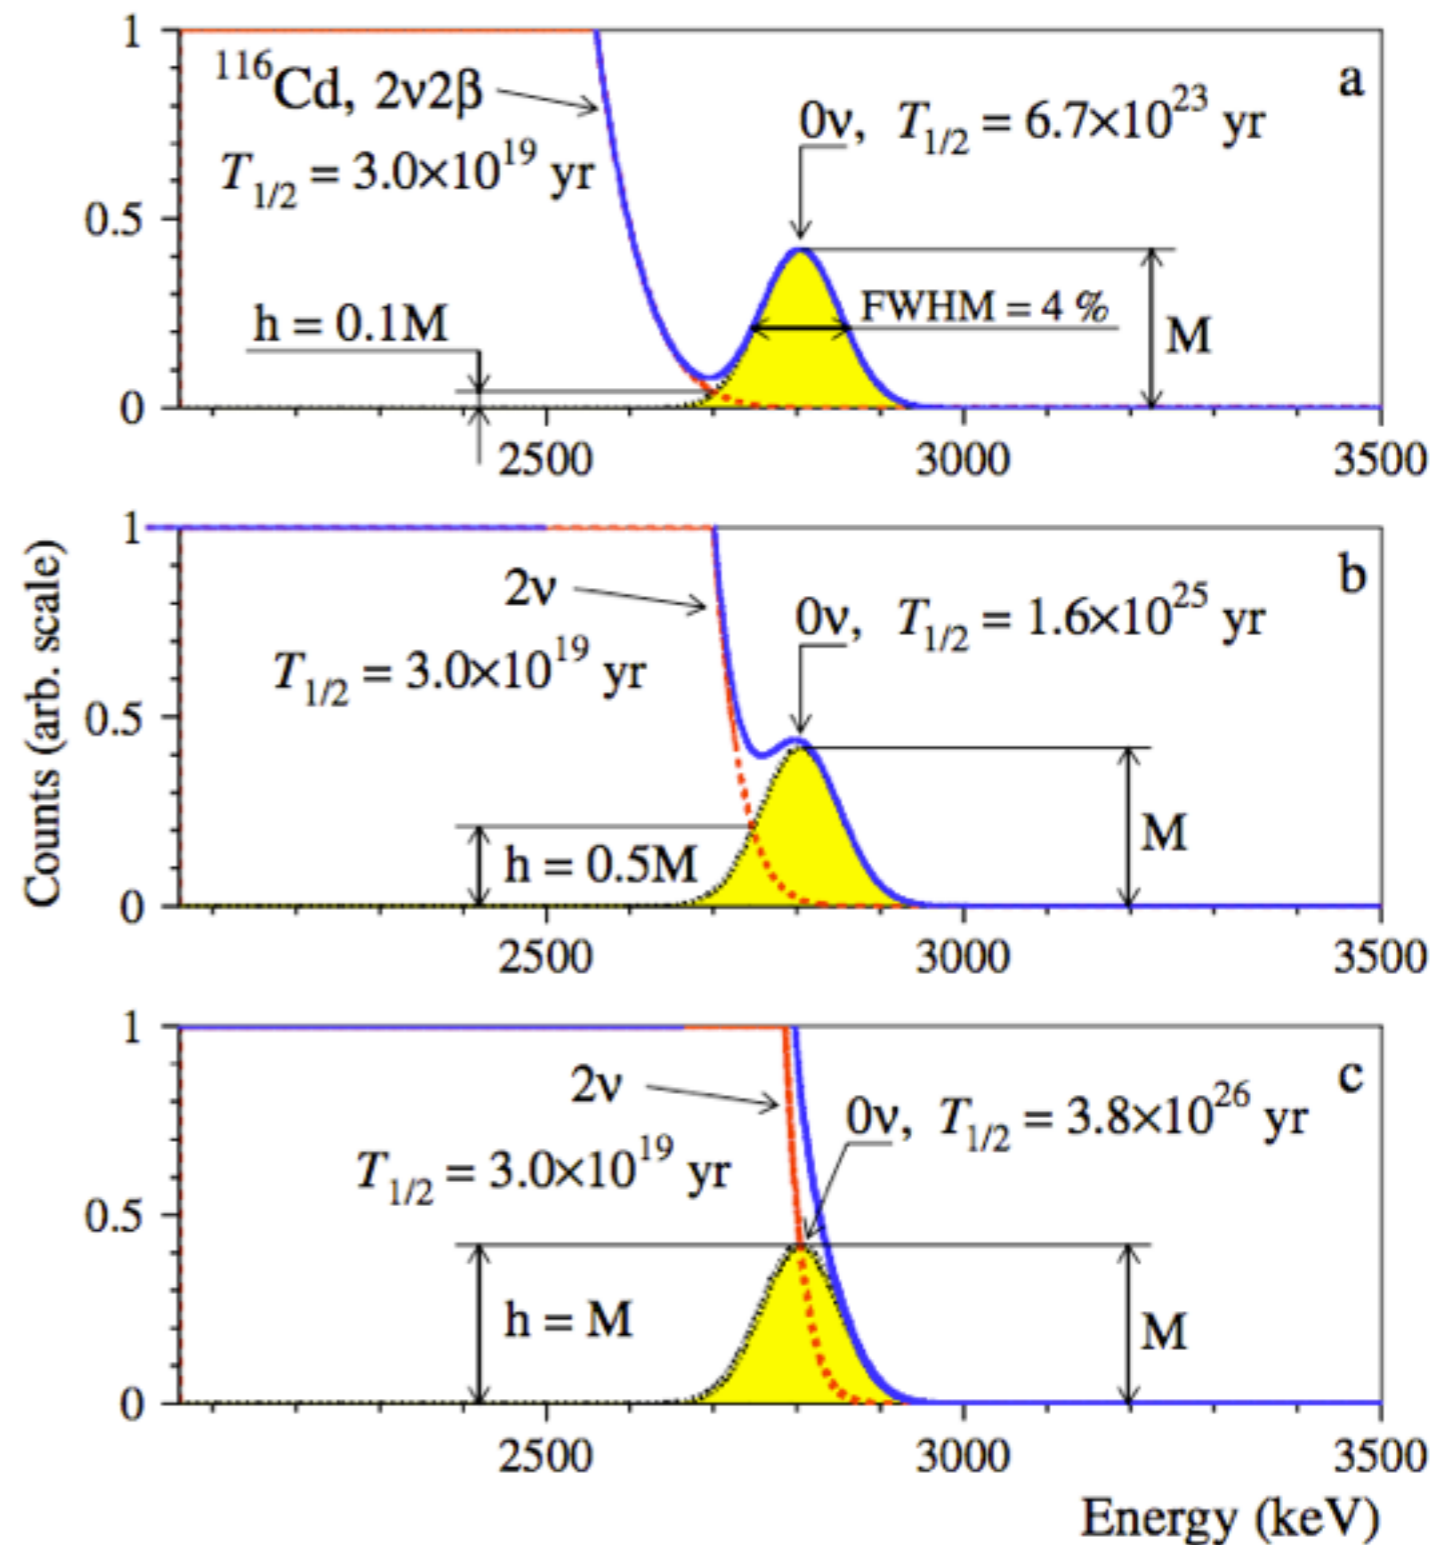 1
a
¹¹⁶Cd, 2ν2β
0ν, T₁/₂ = 6.7×10²³ yr
T₁/₂ = 3.0×10¹⁹ yr
0.5
h = 0.1M
FWHM = 4 %
M
0
2500 3000 3500
1
b
2ν
0ν, T₁/₂ = 1.6×10²⁵ yr
T₁/₂ = 3.0×10¹⁹ yr
0.5
h = 0.5M
M
0
2500 3000 3500
Counts (arb. scale)
1
c
2ν
0ν, T₁/₂ = 3.8×10²⁶ yr
T₁/₂ = 3.0×10¹⁹ yr
0.5
h = M
M
0
2500 3000 3500
Energy (keV)